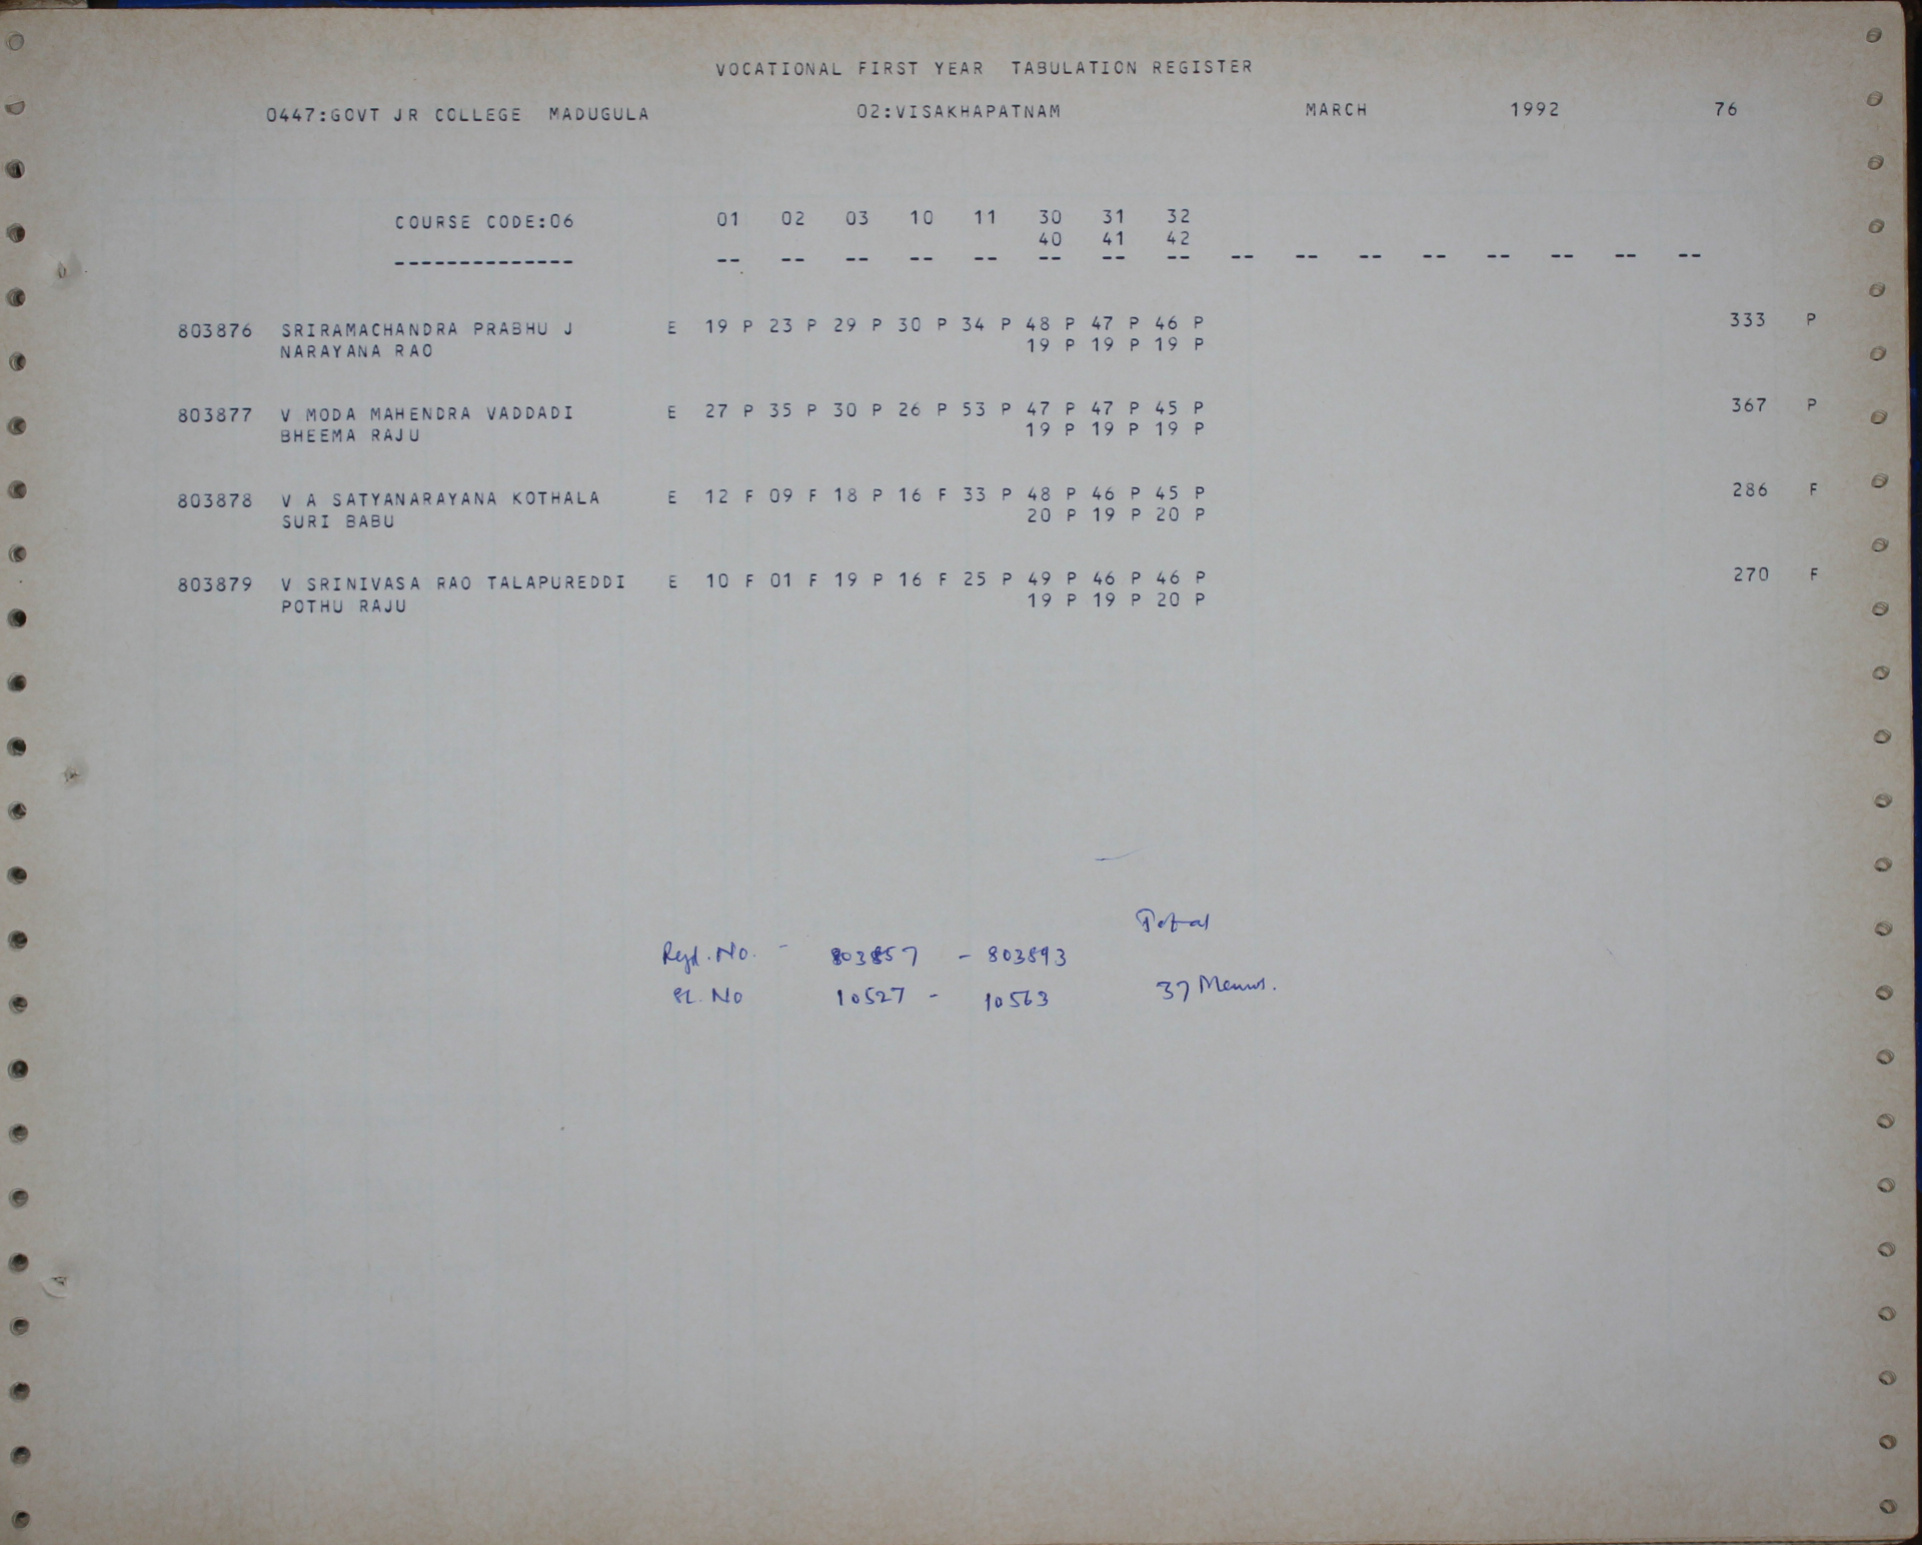 VOCATIONAL FIRST YEAR TABULATION REGISTER
0447:GOVT JR COLLEGE MADUGULA 02:VISAKHAPATNAM MARCH 1992 76
COURSE CODE:06 01 02 03 10 11 30 31 32
40 41 42
-------------- -- -- -- -- -- -- -- -- -- -- -- -- -- -- -- --
803876 SRIRAMACHANDRA PRABHU J E 19 P 23 P 29 P 30 P 34 P 48 P 47 P 46 P 333 P
NARAYANA RAO 19 P 19 P 19 P
803877 V MODA MAHENDRA VADDADI E 27 P 35 P 30 P 26 P 53 P 47 P 47 P 45 P 367 P
BHEEMA RAJU 19 P 19 P 19 P
803878 V A SATYANARAYANA KOTHALA E 12 F 09 F 18 P 16 F 33 P 48 P 46 P 45 P 286 F
SURI BABU 20 P 19 P 20 P
803879 V SRINIVASA RAO TALAPUREDDI E 10 F 01 F 19 P 16 F 25 P 49 P 46 P 46 P 270 F
POTHU RAJU 19 P 19 P 20 P
Total
Regd. No. - 803857 - 803893
Sl. No 10527 - 10563 37